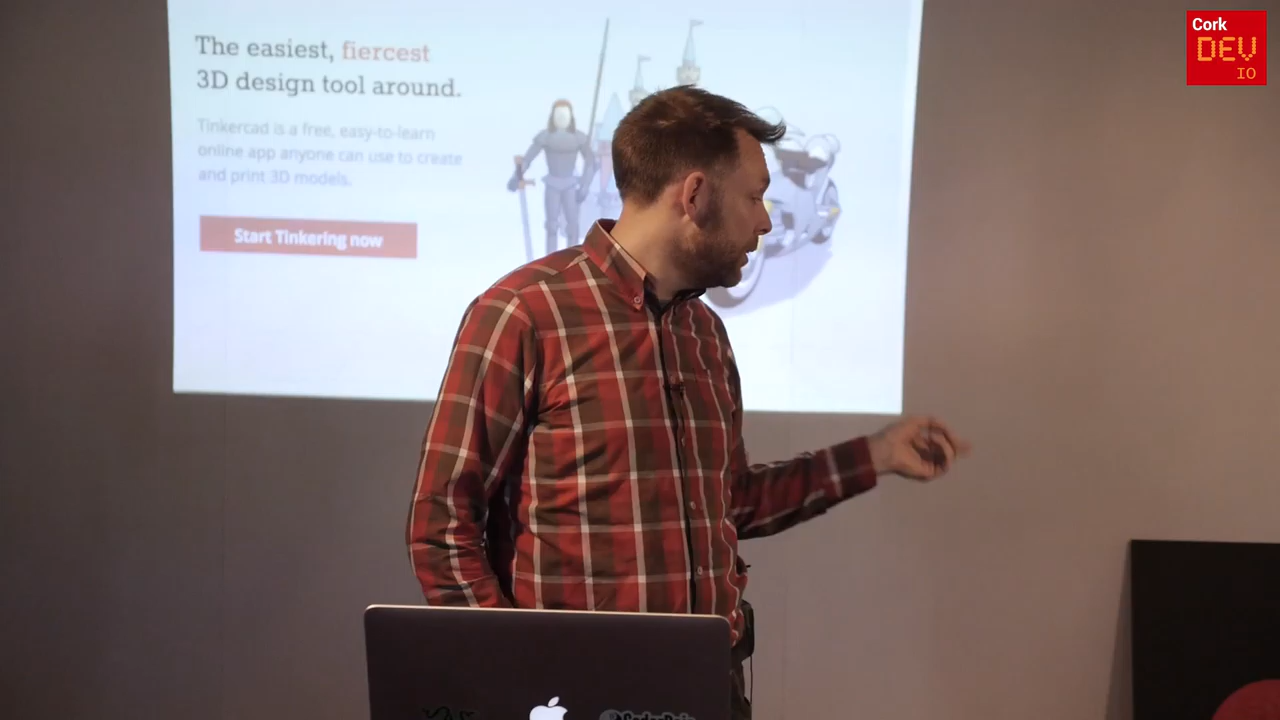 The easiest, fiercest
3D design tool around.
Tinkercad is a free, easy-to-learn
online app anyone can use to create
and print 3D models.
Start Tinkering now
Cork
DEV
IO